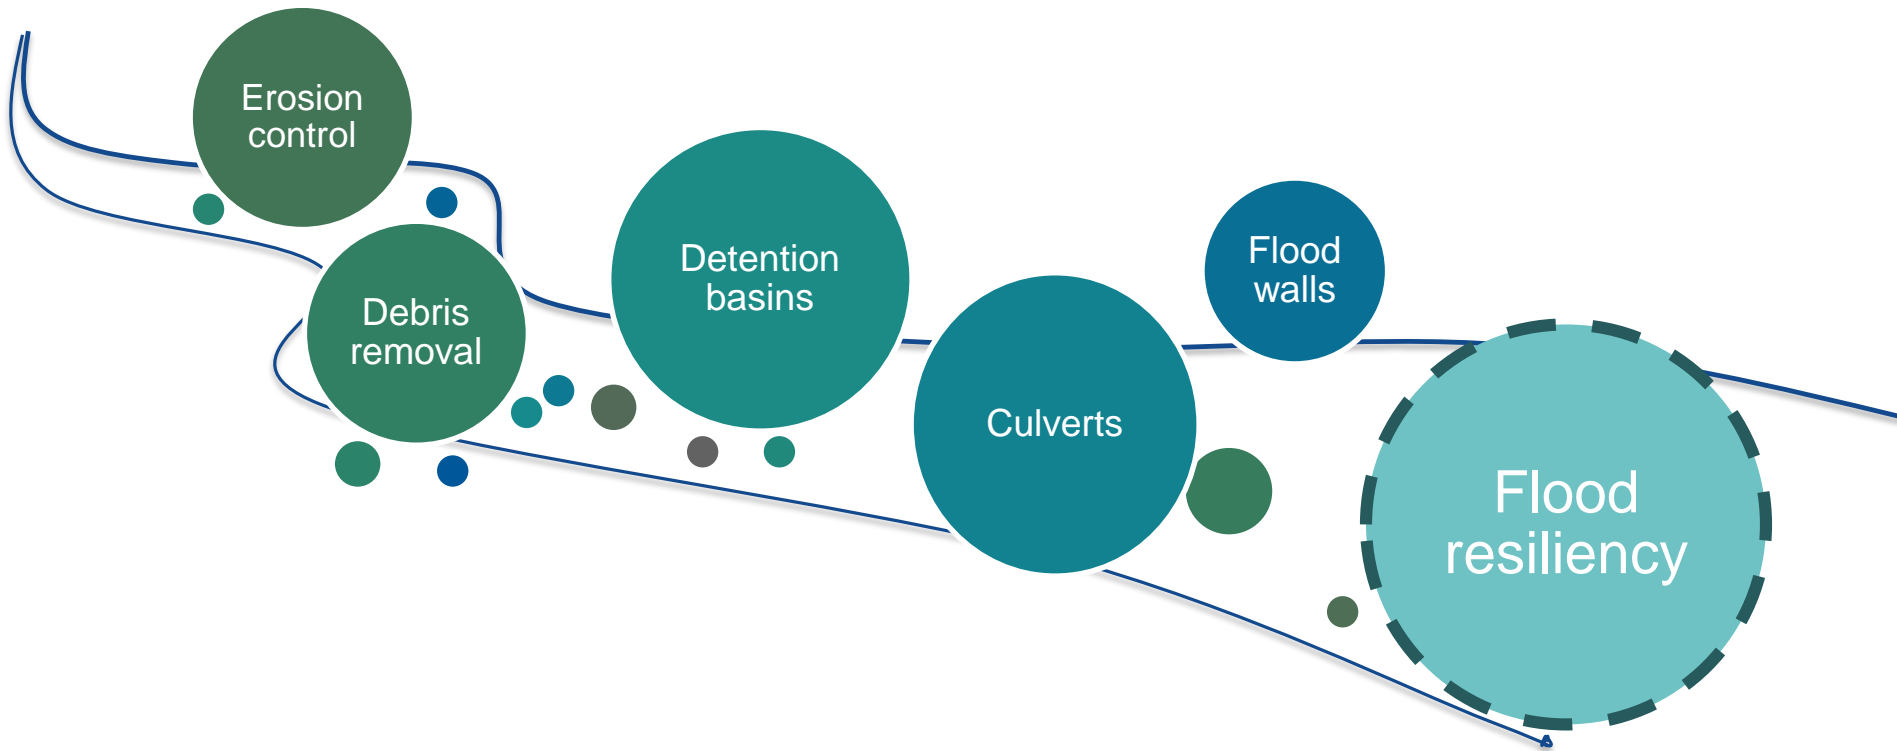 Erosion
control
Debris
removal
Detention
basins
Culverts
Flood
walls
Flood
resiliency